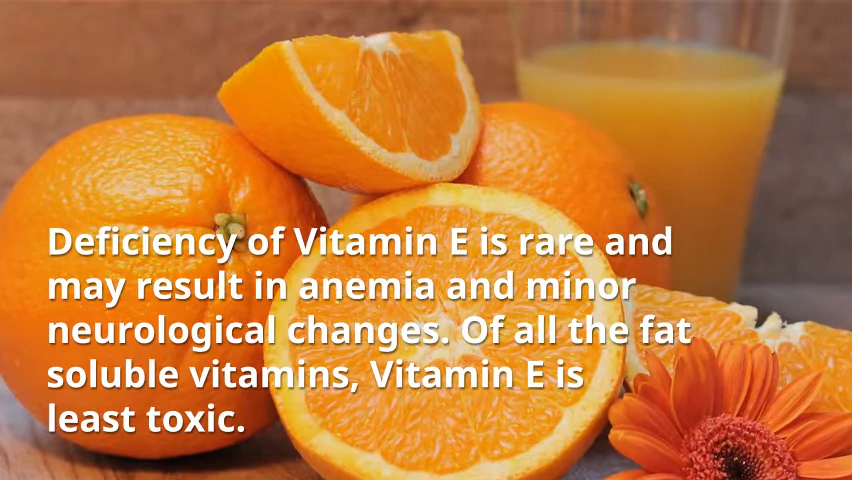 Deficiency of Vitamin E is rare and
may result in anemia and minor
neurological changes. Of all the fat
soluble vitamins, Vitamin E is
least toxic.